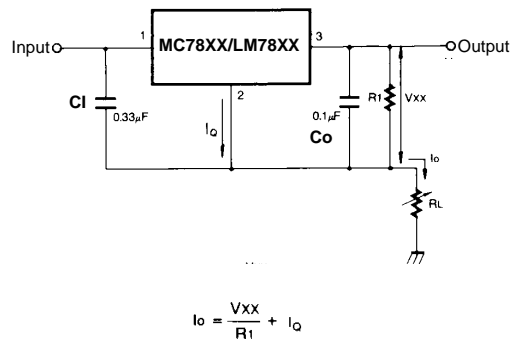 Input
1
MC78XX/LM78XX
3
Output
CI
0.33µF
2
IQ
0.1µF
Co
R1
VXX
Io
RL
Io = VXX / R1 + IQ